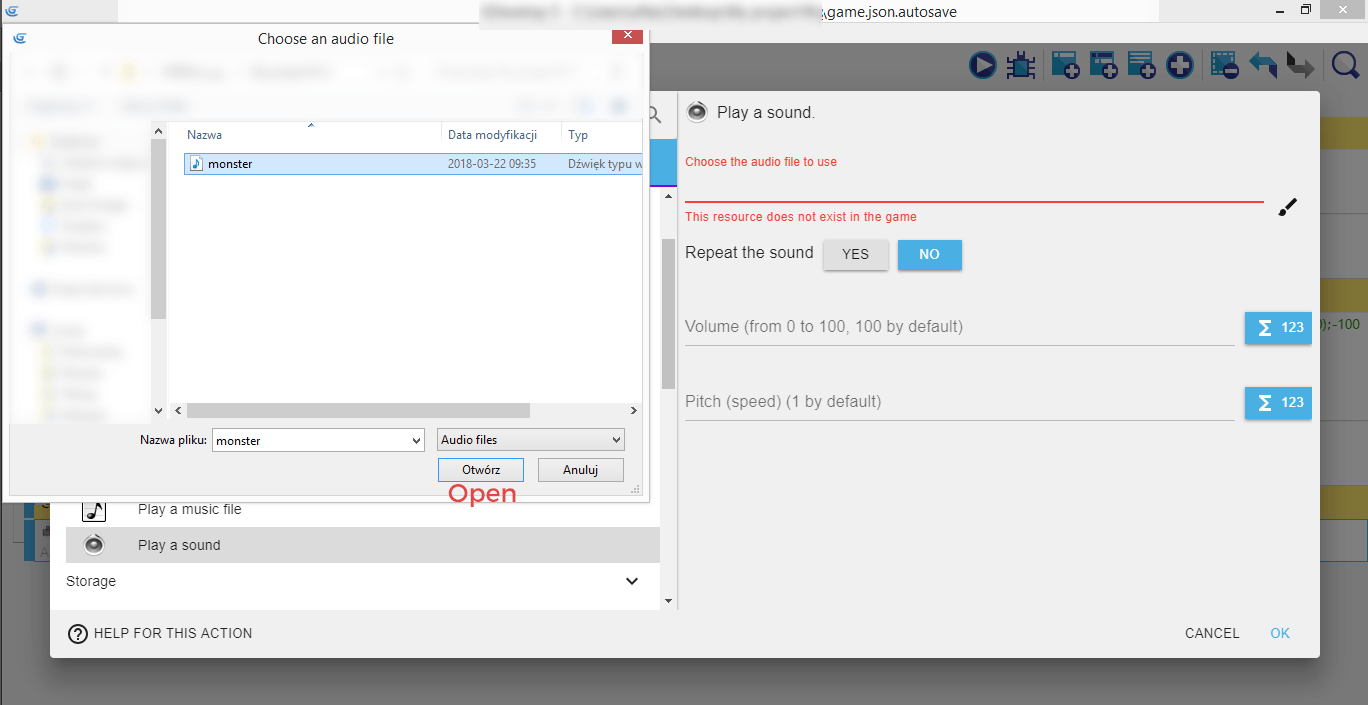 \game.json.autosave
Choose an audio file
Nazwa
Data modyfikacji
Typ
monster
2018-03-22 09:35
Dźwięk typu w
Nazwa pliku:
monster
Audio files
Otwórz
Anuluj
Open
Play a music file
Play a sound
Storage
Play a sound.
Choose the audio file to use
This resource does not exist in the game
Repeat the sound
YES
NO
Volume (from 0 to 100, 100 by default)
Σ 123
Pitch (speed) (1 by default)
Σ 123
);-100
HELP FOR THIS ACTION
CANCEL
OK